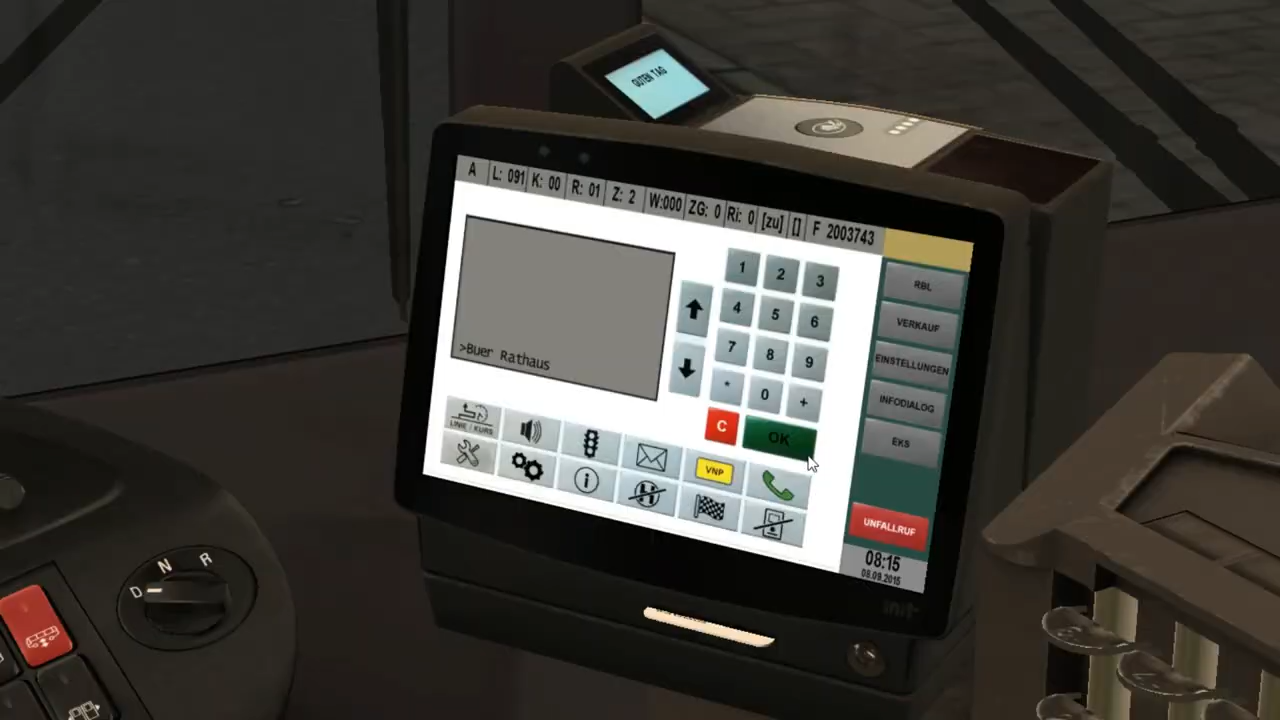 GUTEN TAG
A L: 091 K: 00 R: 01 Z: 2 W:000 ZG: 0 Ri: 0 [zu] [] F 2003743
>Buer Rathaus
1 2 3
4 5 6
7 8 9
* 0 +
C OK
RBL
VERKAUF
EINSTELLUNGEN
INFODIALOG
EKS
UNFALLRUF
08:15
08.09.2015
LINIE / KURS
VNP
init
D N R